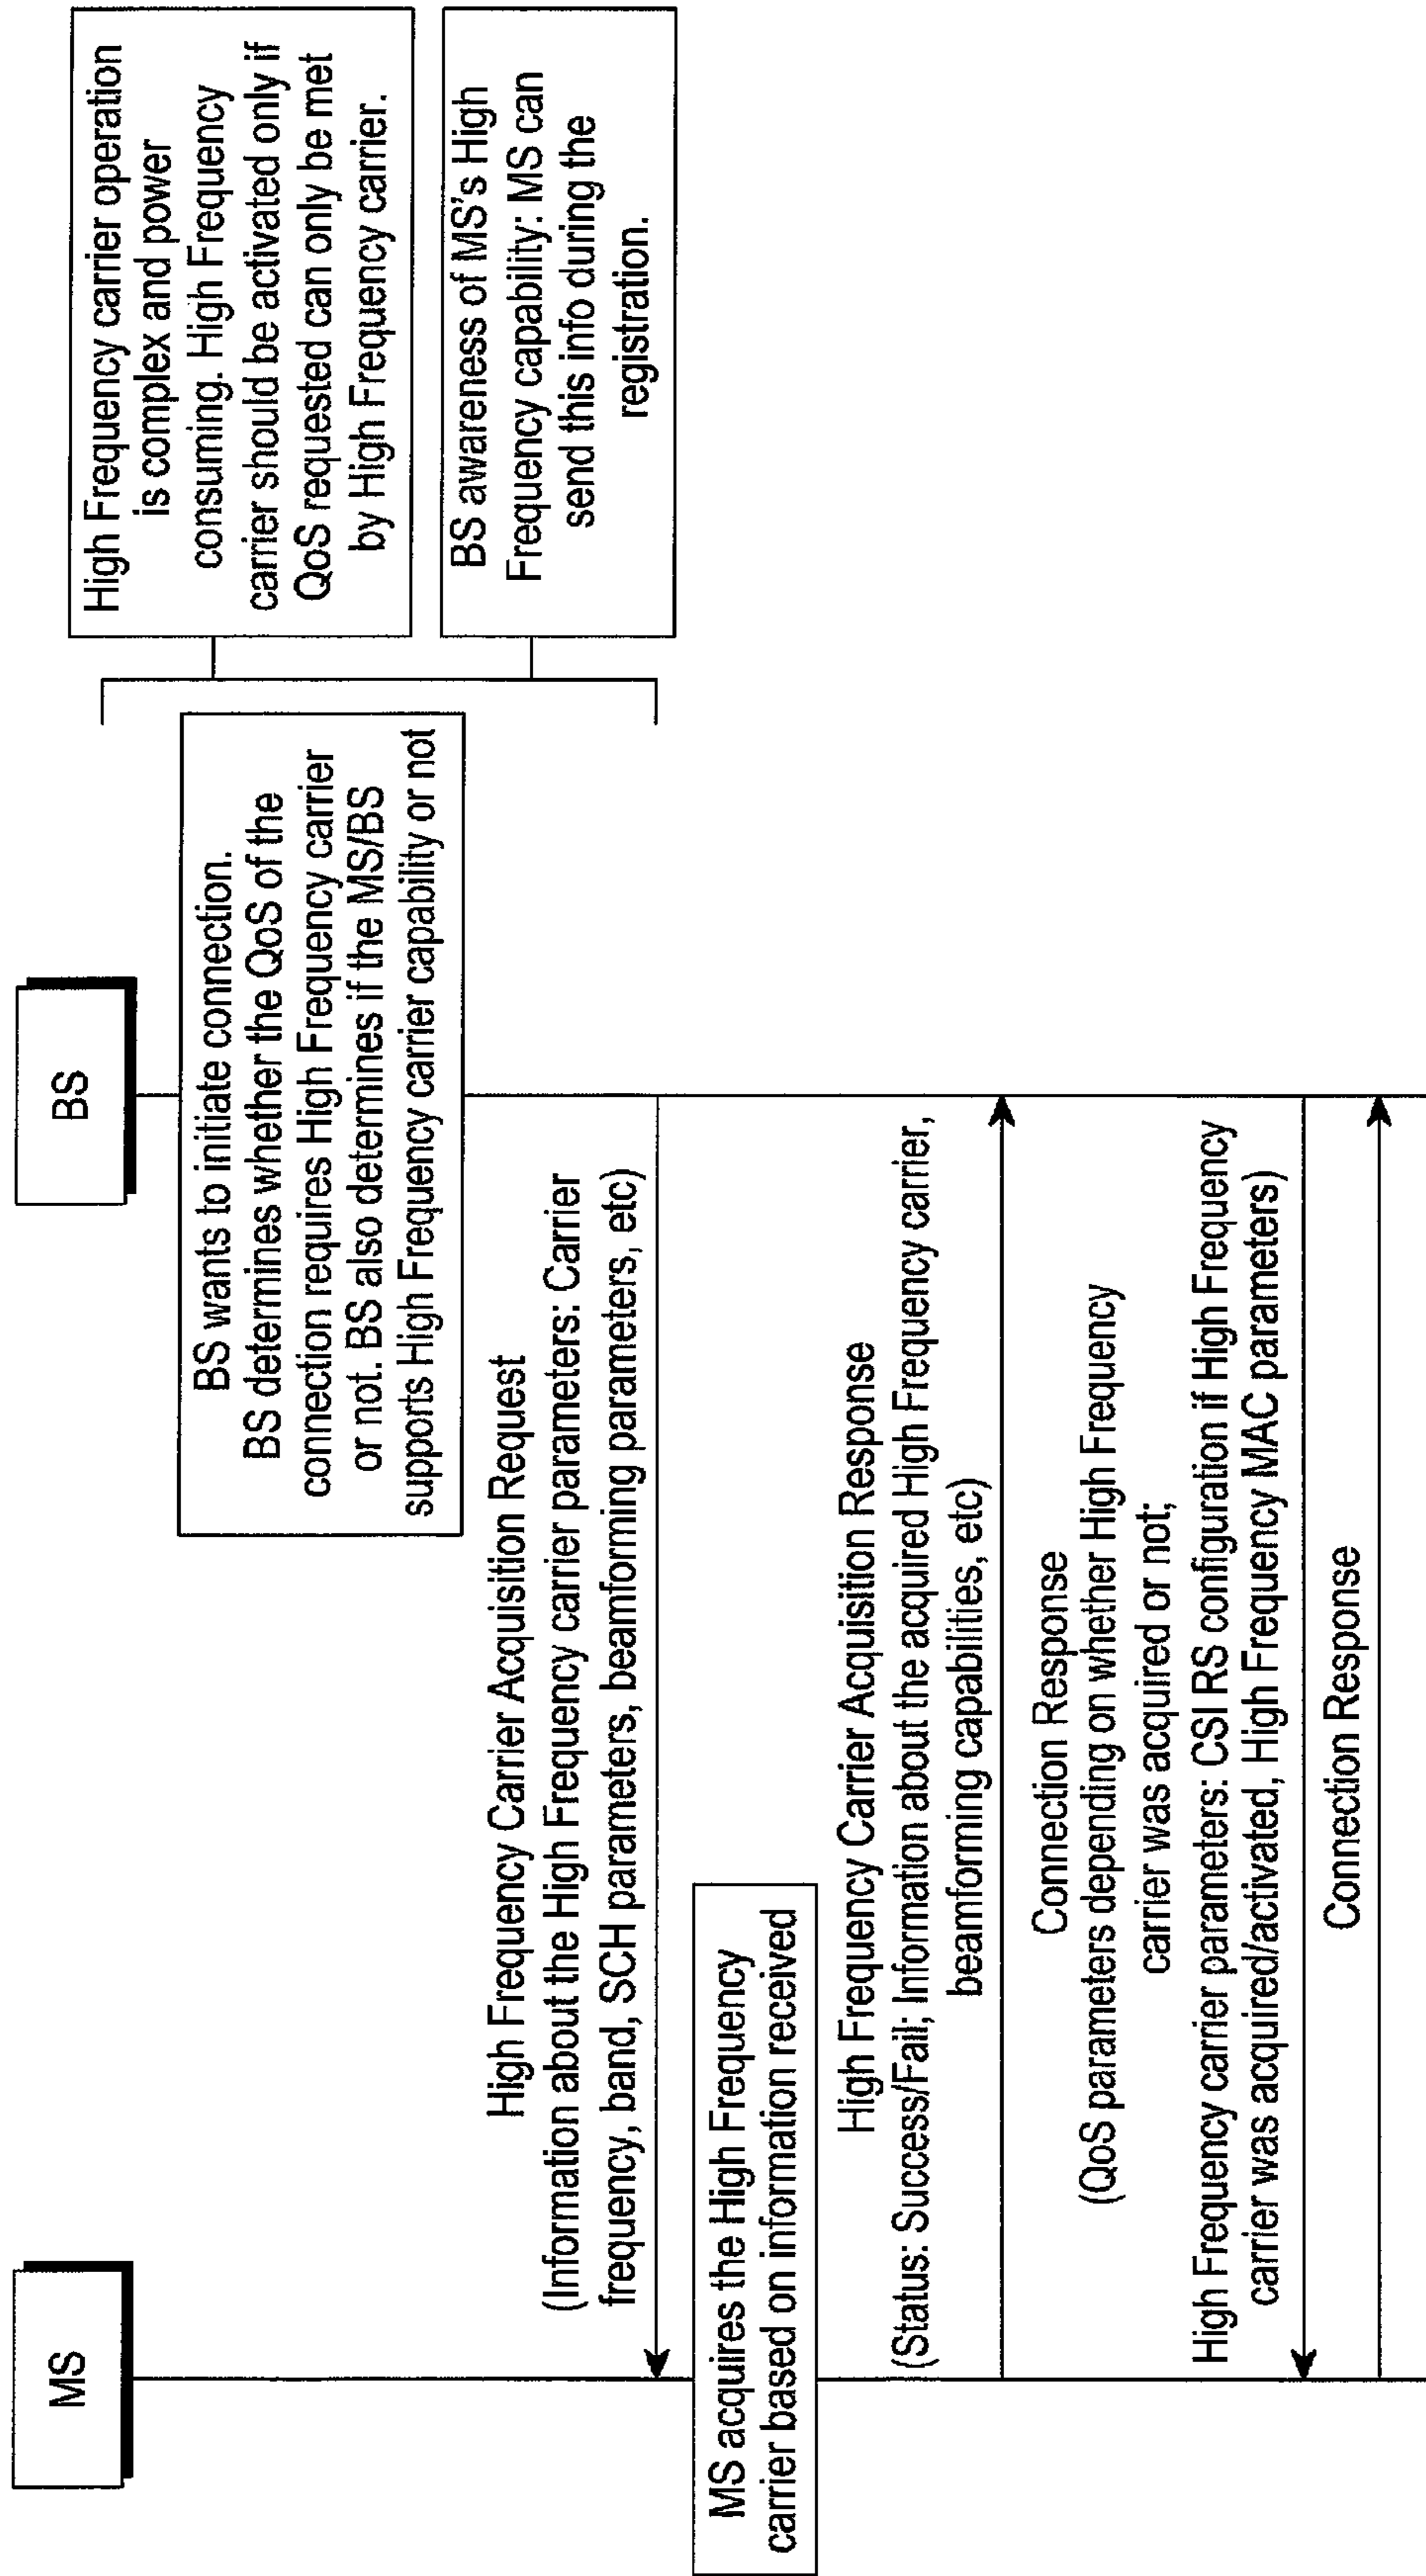 MS
BS
BS wants to initiate connection.
BS determines whether the QoS of the
connection requires High Frequency carrier
or not. BS also determines if the MS/BS
supports High Frequency carrier capability or not
High Frequency carrier operation
is complex and power
consuming. High Frequency
carrier should be activated only if
QoS requested can only be met
by High Frequency carrier.
BS awareness of MS's High
Frequency capability: MS can
send this info during the
registration.
High Frequency Carrier Acquisition Request
(Information about the High Frequency carrier parameters: Carrier
frequency, band, SCH parameters, beamforming parameters, etc)
MS acquires the High Frequency
carrier based on information received
High Frequency Carrier Acquisition Response
(Status: Success/Fail; Information about the acquired High Frequency carrier,
beamforming capabilities, etc)
Connection Response
(QoS parameters depending on whether High Frequency
carrier was acquired or not;
High Frequency carrier parameters: CSI RS configuration if High Frequency
carrier was acquired/activated, High Frequency MAC parameters)
Connection Response